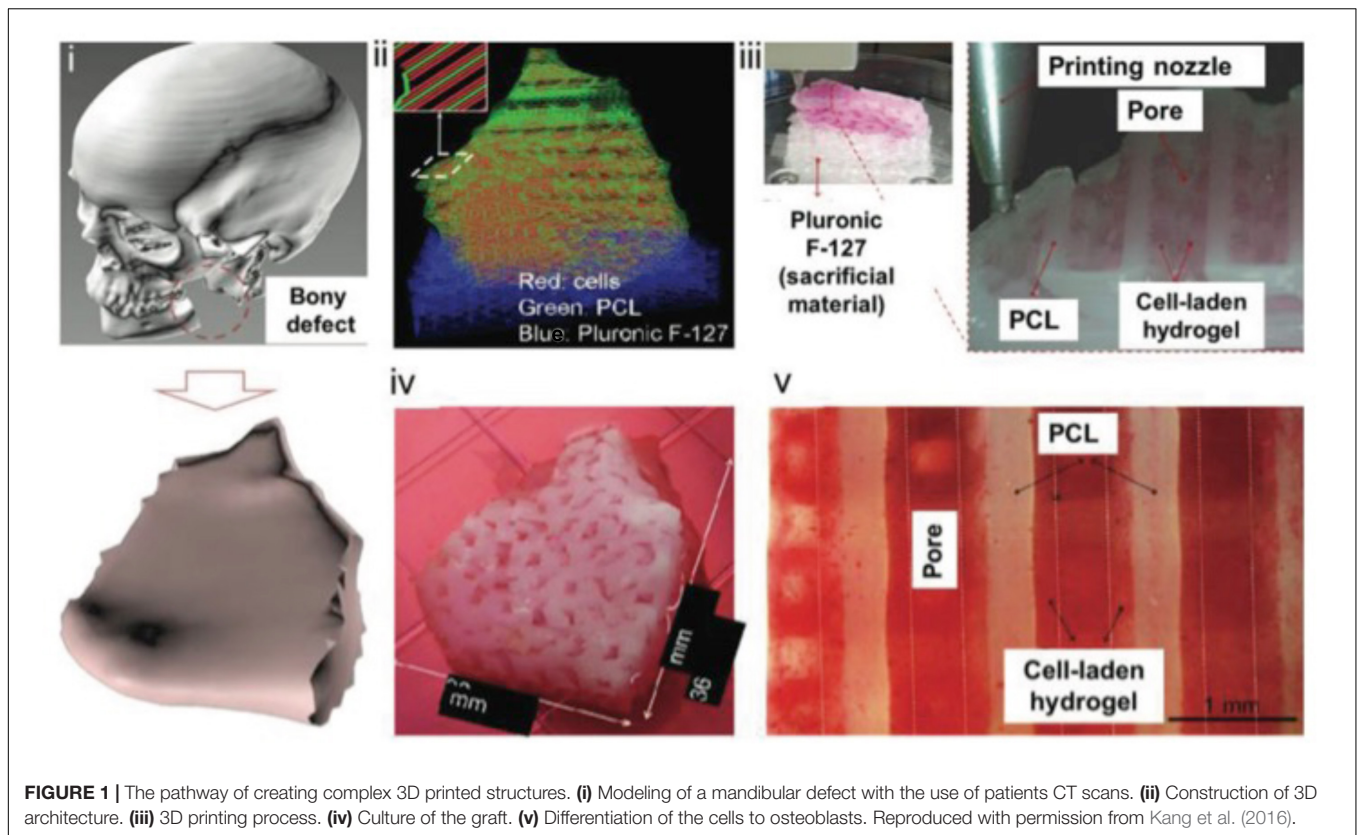 i
Bony
defect
ii
Red: cells
Green: PCL
Blue: Pluronic F-127
iii
Pluronic
F-127
(sacrificial
material)
Printing nozzle
Pore
PCL
Cell-laden
hydrogel
iv
mm
mm
36
v
PCL
Pore
Cell-laden
hydrogel
1 mm
FIGURE 1 | The pathway of creating complex 3D printed structures. (i) Modeling of a mandibular defect with the use of patients CT scans. (ii) Construction of 3D
architecture. (iii) 3D printing process. (iv) Culture of the graft. (v) Differentiation of the cells to osteoblasts. Reproduced with permission from Kang et al. (2016).